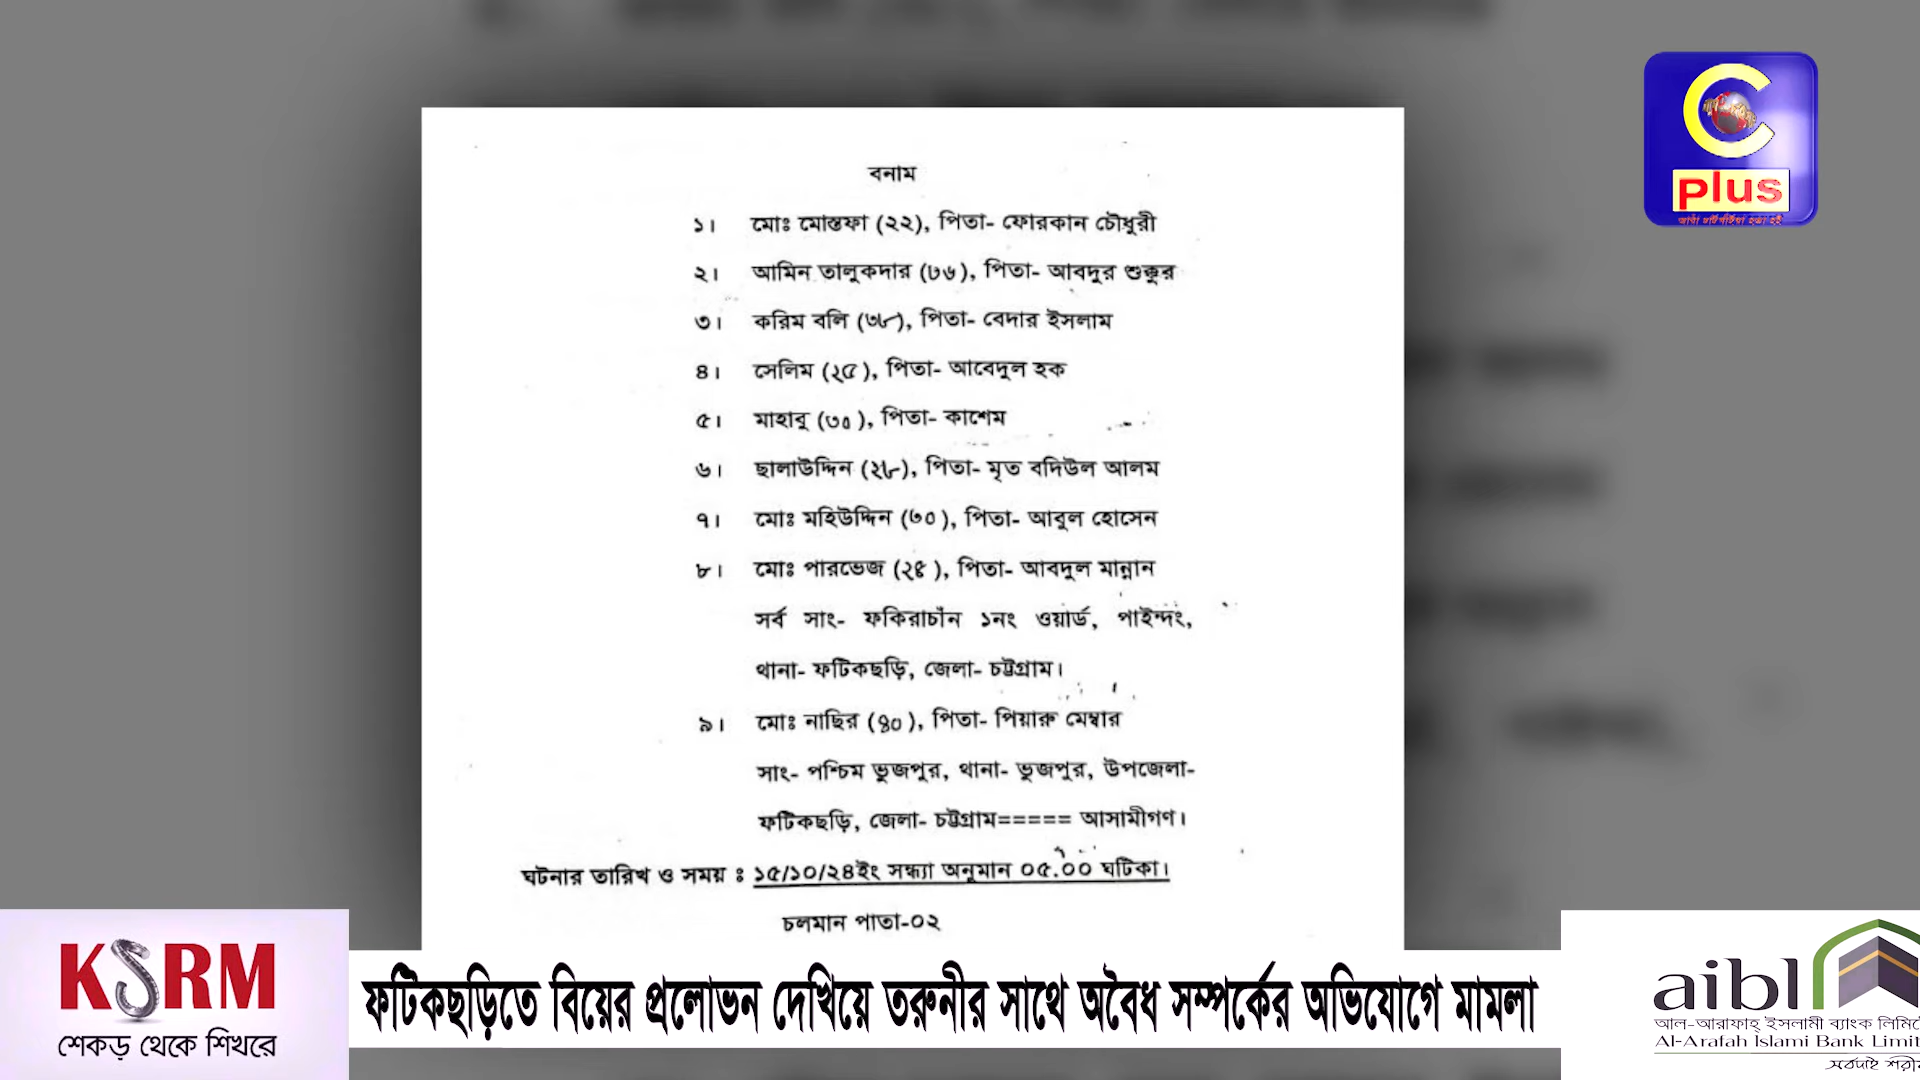 C
plus
বনাম
১। মোঃ মোস্তফা (২২), পিতা- ফোরকান চৌধুরী
২। আমিন তালুকদার (৩৬), পিতা- আবদুর শুক্কুর
৩। করিম বলি (৩৮), পিতা- বেদার ইসলাম
৪। সেলিম (২৫), পিতা- আবেদুল হক
৫। মাহাবু (৩০), পিতা- কাশেম
৬। ছালাউদ্দিন (২৮), পিতা- মৃত বদিউল আলম
৭। মোঃ মহিউদ্দিন (৩০), পিতা- আবুল হোসেন
৮। মোঃ পারভেজ (২৪), পিতা- আবদুল মান্নান
সর্ব সাং- ফকিরাচাঁন ১নং ওয়ার্ড, পাইন্দং,
থানা- ফটিকছড়ি, জেলা- চট্টগ্রাম।
৯। মোঃ নাছির (৪০), পিতা- পিয়ারু মেম্বার
সাং- পশ্চিম ভুজপুর, থানা- ভুজপুর, উপজেলা-
ফটিকছড়ি, জেলা- চট্টগ্রাম===== আসামীগণ।
ঘটনার তারিখ ও সময় ঃ ১৫/১০/২৪ইং সন্ধ্যা অনুমান ০৫.০০ ঘটিকা।
চলমান পাতা-০২
KSRM
শেকড় থেকে শিখরে
ফটিকছড়িতে বিয়ের প্রলোভন দেখিয়ে তরুনীর সাথে অবৈধ সম্পর্কের অভিযোগে মামলা
aibl
আল-আরাফাহ্ ইসলামী ব্যাংক লিমিটে
Al-Arafah Islami Bank Limit